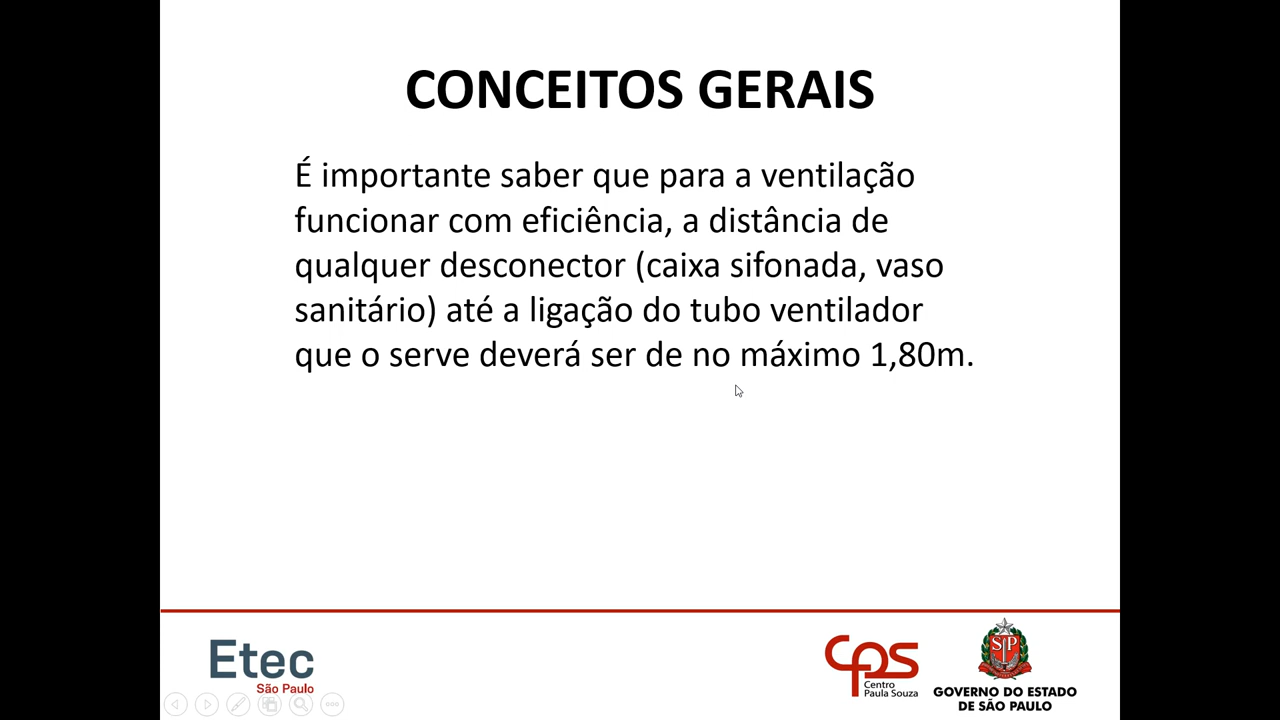 CONCEITOS GERAIS
É importante saber que para a ventilação
funcionar com eficiência, a distância de
qualquer desconector (caixa sifonada, vaso
sanitário) até a ligação do tubo ventilador
que o serve deverá ser de no máximo 1,80m.
Etec
São Paulo
cps
Centro
Paula Souza
SP
GOVERNO DO ESTADO
DE SÃO PAULO